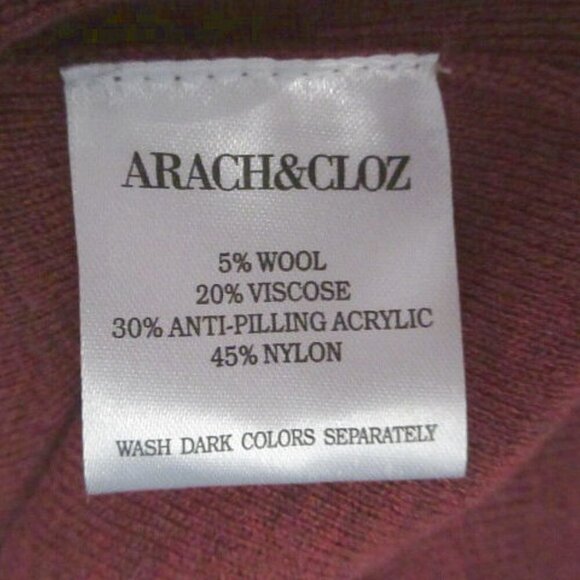 ARACH&CLOZ
5% WOOL
20% VISCOSE
30% ANTI-PILLING ACRYLIC
45% NYLON
WASH DARK COLORS SEPARATELY